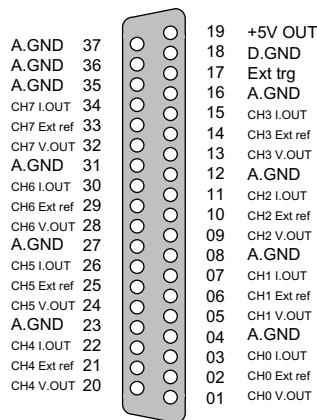 A.GND 37
A.GND 36
A.GND 35
CH7 I.OUT 34
CH7 Ext ref 33
CH7 V.OUT 32
A.GND 31
CH6 I.OUT 30
CH6 Ext ref 29
CH6 V.OUT 28
A.GND 27
CH5 I.OUT 26
CH5 Ext ref 25
CH5 V.OUT 24
A.GND 23
CH4 I.OUT 22
CH4 Ext ref 21
CH4 V.OUT 20
19 +5V OUT
18 D.GND
17 Ext trg
16 A.GND
15 CH3 I.OUT
14 CH3 Ext ref
13 CH3 V.OUT
12 A.GND
11 CH2 I.OUT
10 CH2 Ext ref
09 CH2 V.OUT
08 A.GND
07 CH1 I.OUT
06 CH1 Ext ref
05 CH1 V.OUT
04 A.GND
03 CH0 I.OUT
02 CH0 Ext ref
01 CH0 V.OUT